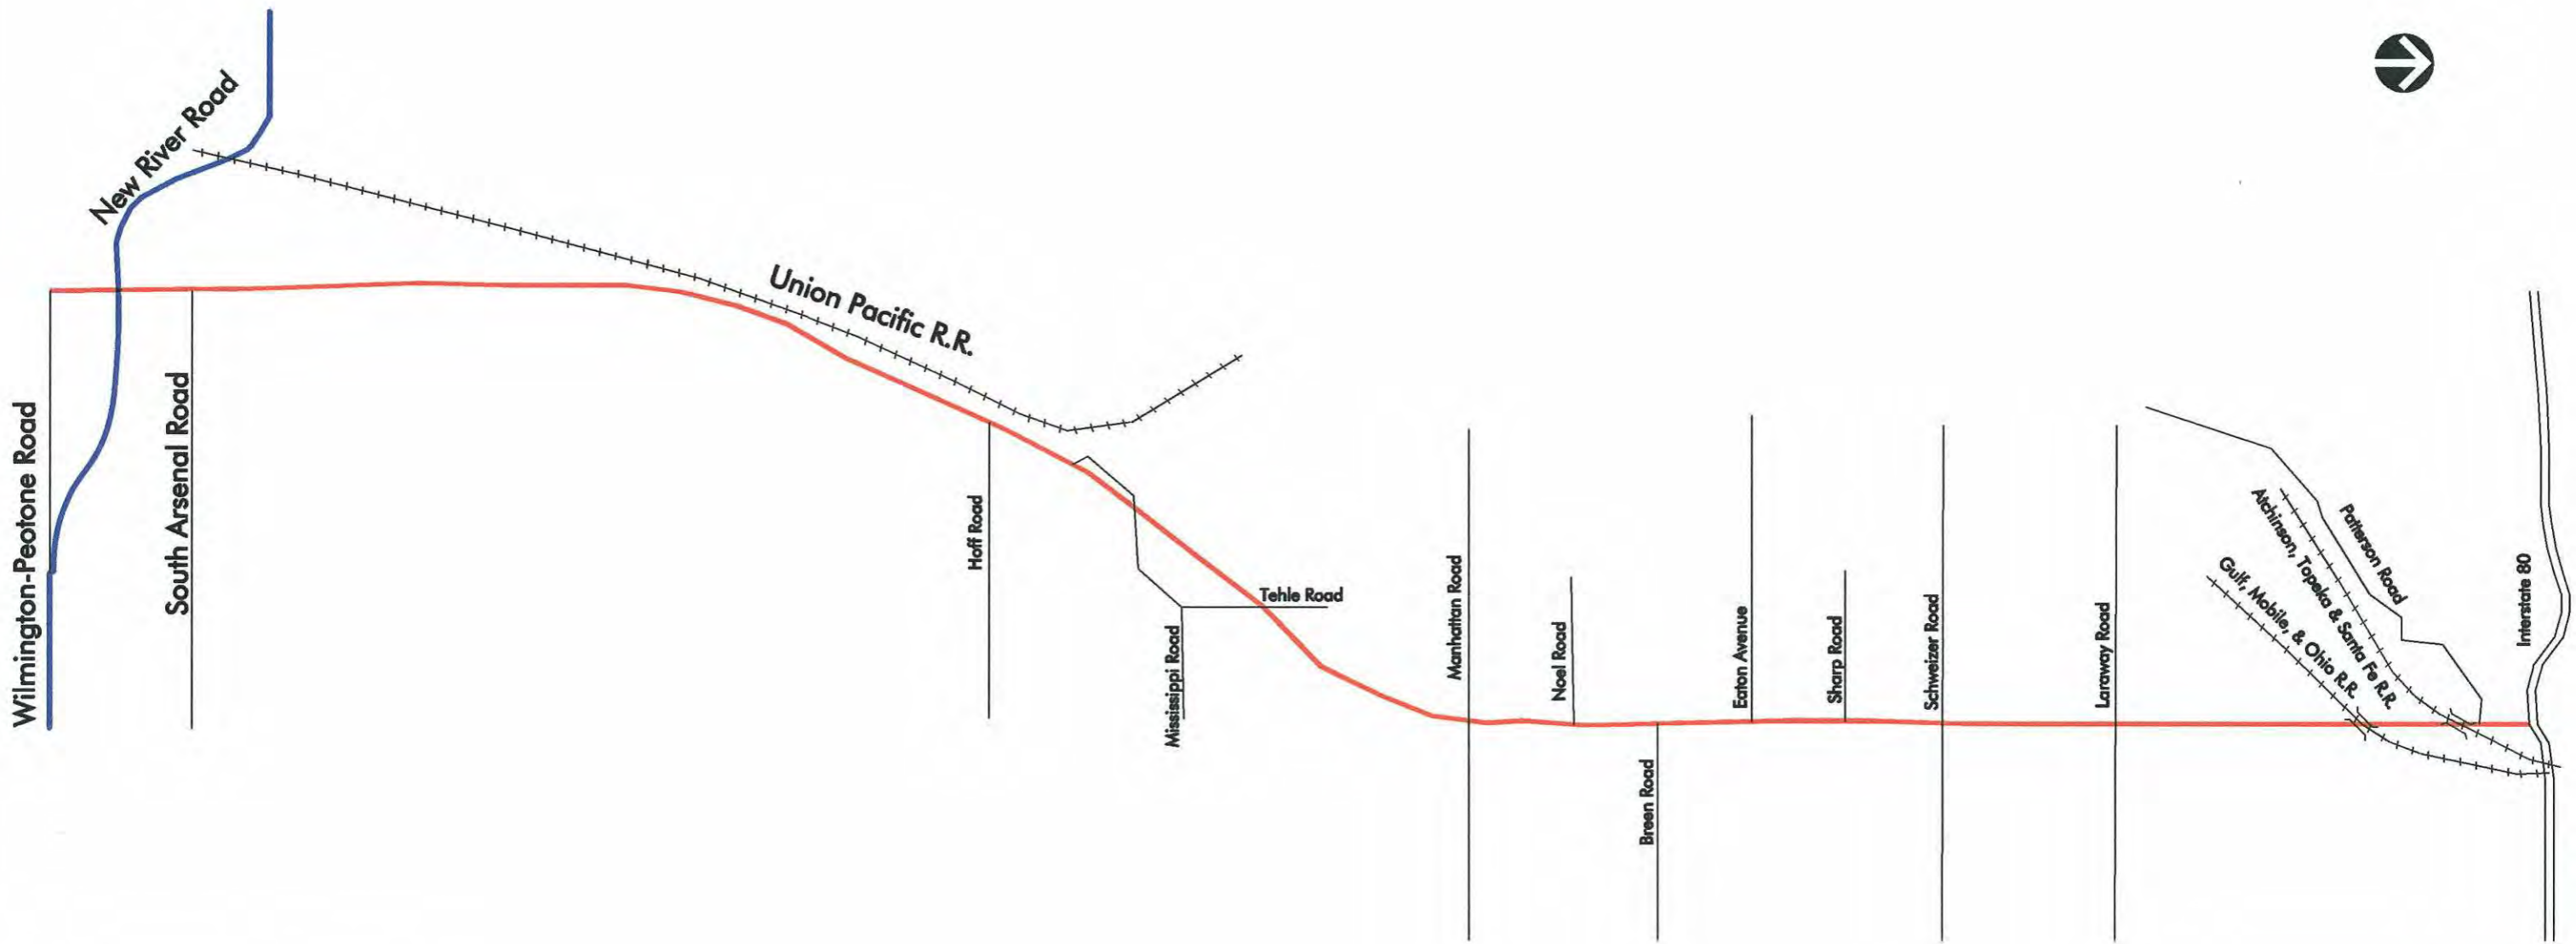 New River Road
Wilmington-Peotone Road
South Arsenal Road
Union Pacific R.R.
Hoff Road
Mississippi Road
Tehle Road
Manhattan Road
Noel Road
Breen Road
Eaton Avenue
Sharp Road
Schweizer Road
Laraway Road
Gulf, Mobile, & Ohio R.R.
Atchinson, Topeka & Santa Fe R.R.
Patterson Road
Interstate 80